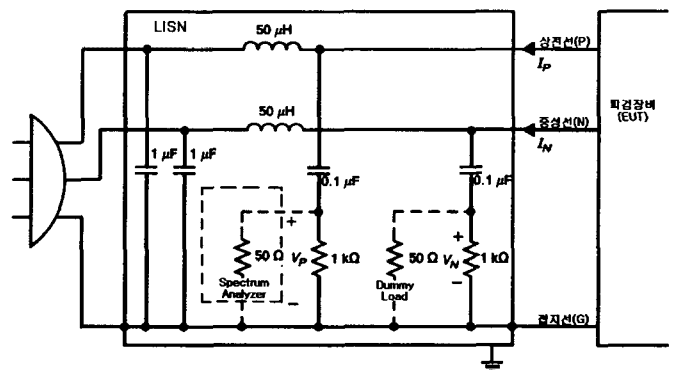 LISN
50 μH
상전선(P)
I_P
50 μH
중성선(N)
I_N
피검장비
(EUT)
1 μF
1 μF
0.1 μF
0.1 μF
+
50 Ω
V_P
1 kΩ
Spectrum
Analyzer
−
50 Ω
+
V_N
1 kΩ
−
Dummy
Load
접지선(G)